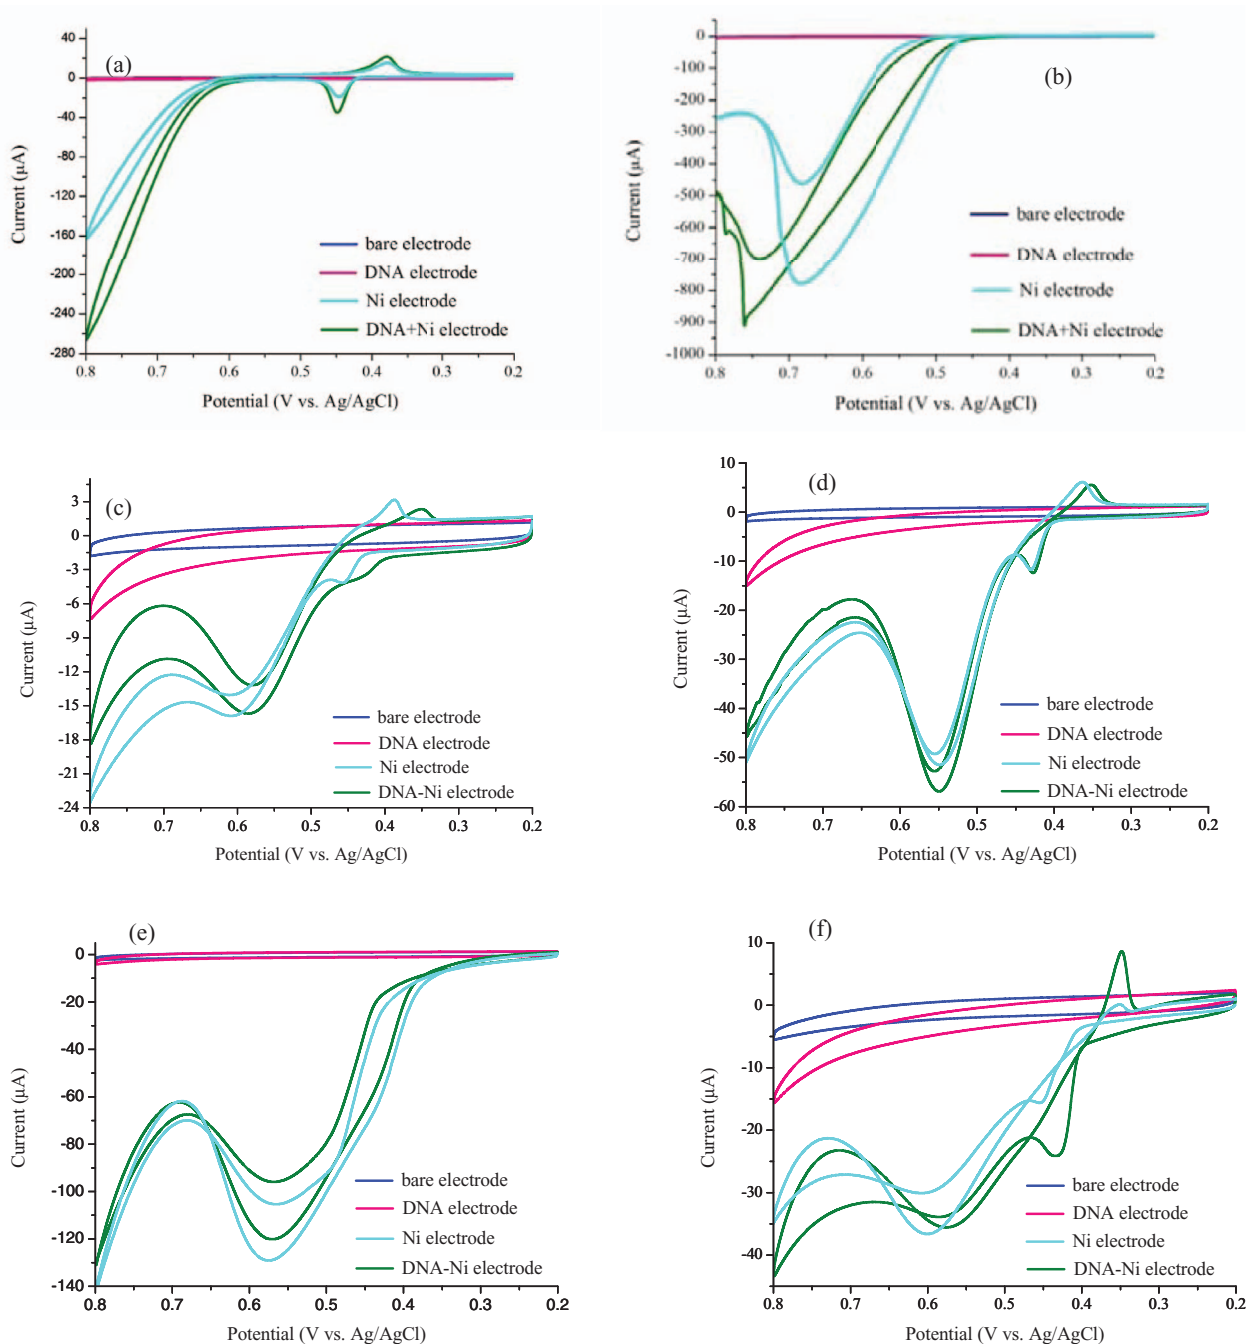 (a)
40
0
-40
-80
-120
-160
-200
-240
-280
Current (μA)
bare electrode
DNA electrode
Ni electrode
DNA+Ni electrode
0.8 0.7 0.6 0.5 0.4 0.3 0.2
Potential (V vs. Ag/AgCl)
(b)
0
-50
-150
-250
-300
-400
-500
-600
-700
-800
-900
-1000
Current (μA)
bare electrode
DNA electrode
Ni electrode
DNA+Ni electrode
0.8 0.7 0.6 0.5 0.4 0.3 0.2
Potential (V vs. Ag/AgCl)
(c)
3
0
-3
-6
-9
-12
-15
-18
-21
-24
Current (μA)
bare electrode
DNA electrode
Ni electrode
DNA-Ni electrode
0.8 0.7 0.6 0.5 0.4 0.3 0.2
Potential (V vs. Ag/AgCl)
(d)
10
0
-10
-20
-30
-40
-50
-60
Current (μA)
bare electrode
DNA electrode
Ni electrode
DNA-Ni electrode
0.8 0.7 0.6 0.5 0.4 0.3 0.2
Potential (V vs. Ag/AgCl)
(e)
0
-20
-40
-60
-80
-100
-120
-140
Current (μA)
bare electrode
DNA electrode
Ni electrode
DNA-Ni electrode
0.8 0.7 0.6 0.5 0.4 0.3 0.2
Potential (V vs. Ag/AgCl)
(f)
10
0
-10
-20
-30
-40
Current (μA)
bare electrode
DNA electrode
Ni electrode
DNA-Ni electrode
0.8 0.7 0.6 0.5 0.4 0.3 0.2
Potential (V vs. Ag/AgCl)